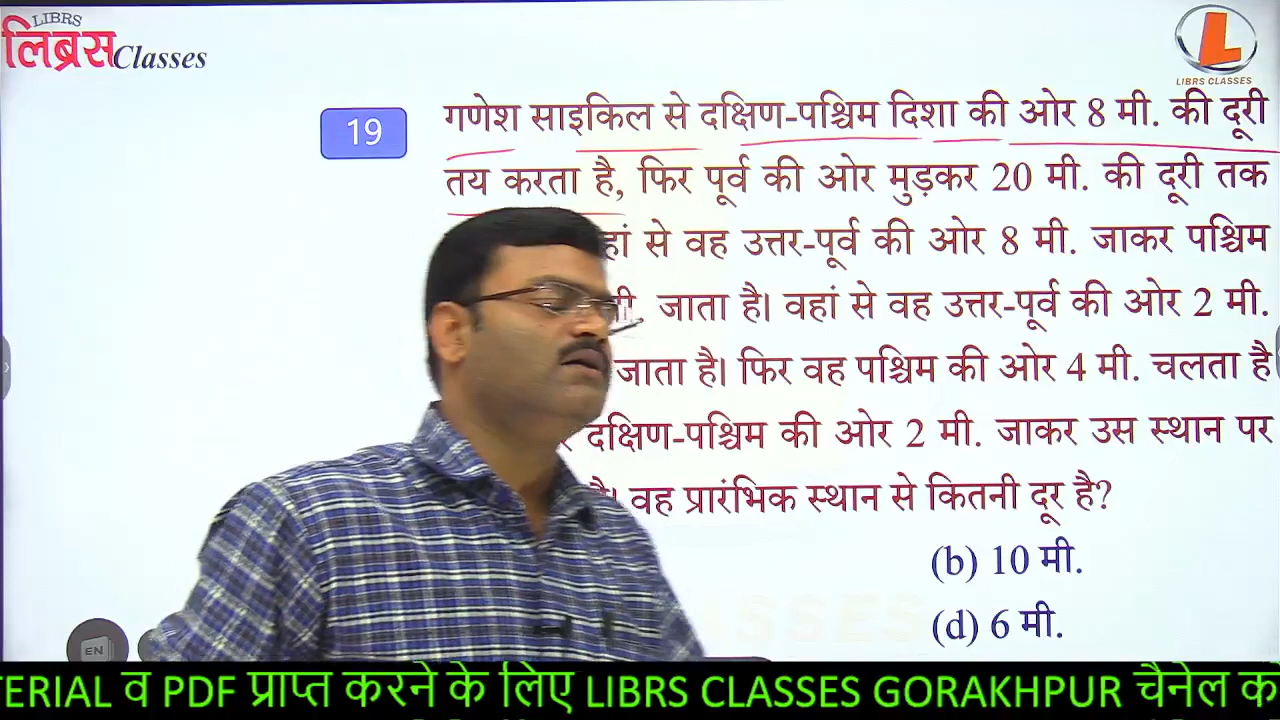 LIBRS
लिब्रस Classes
LIBRS CLASSES
19
गणेश साइकिल से दक्षिण-पश्चिम दिशा की ओर 8 मी. की दूरी
तय करता है, फिर पूर्व की ओर मुड़कर 20 मी. की दूरी तक
से वह उत्तर-पूर्व की ओर 8 मी. जाकर पश्चिम
जाता है। वहां से वह उत्तर-पूर्व की ओर 2 मी.
जाता है। फिर वह पश्चिम की ओर 4 मी. चलता है
दक्षिण-पश्चिम की ओर 2 मी. जाकर उस स्थान पर
है। वह प्रारंभिक स्थान से कितनी दूर है?
(b) 10 मी.
(d) 6 मी.
EN
TERIAL व PDF प्राप्त करने के लिए LIBRS CLASSES GORAKHPUR चैनेल को